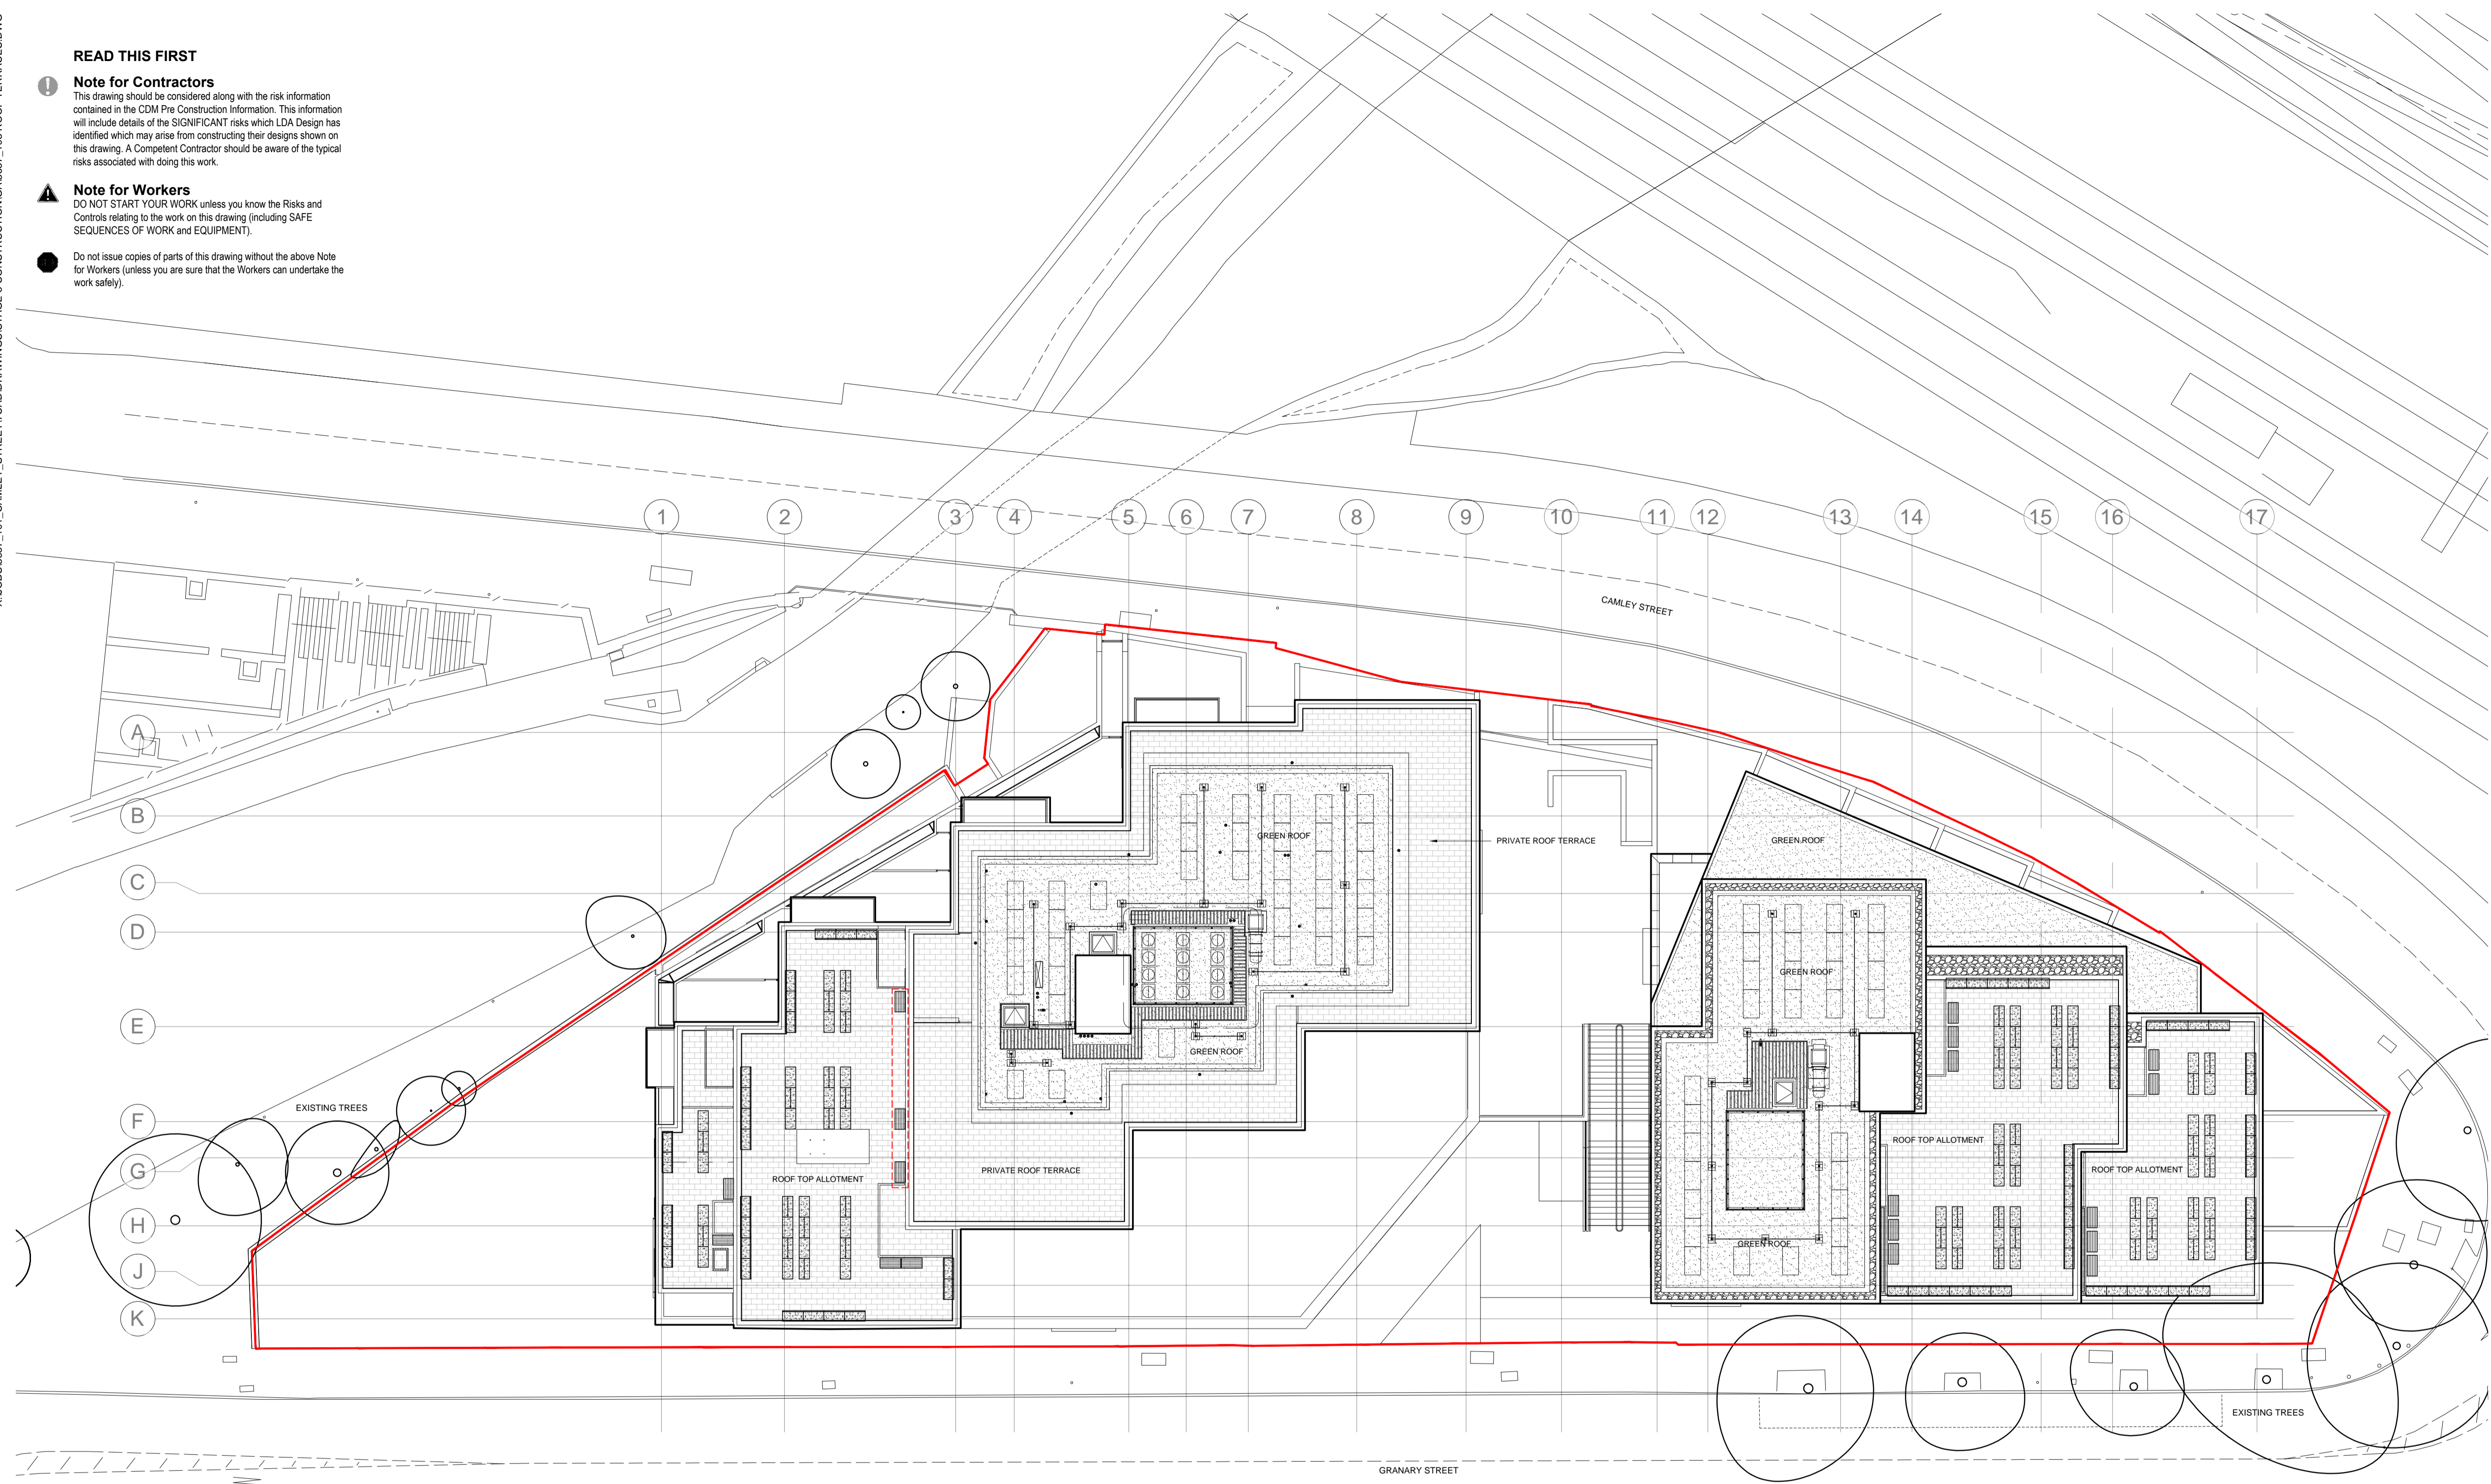 READ THIS FIRST
Note for Contractors
This drawing should be considered along with the risk information
contained in the CDM Pre Construction Information. This information
will include details of the SIGNIFICANT risks which LDA Design has
identified which may arise from constructing their designs shown on
this drawing. A Competent Contractor should be aware of the typical
risks associated with doing this work.
Note for Workers
DO NOT START YOUR WORK unless you know the Risks and
Controls relating to the work on this drawing (including SAFE
SEQUENCES OF WORK and EQUIPMENT).
Do not issue copies of parts of this drawing without the above Note
for Workers (unless you are sure that the Workers can undertake the
work safely).
1 2 3 4 5 6 7 8 9 10 11 12 13 14 15 16 17
CAMLEY STREET
A
B
GREEN ROOF
PRIVATE ROOF TERRACE
GREEN ROOF
C
D
GREEN ROOF
E
GREEN ROOF
EXISTING TREES
F
ROOF TOP ALLOTMENT
G
PRIVATE ROOF TERRACE
ROOF TOP ALLOTMENT
ROOF TOP ALLOTMENT
H
GREEN ROOF
J
K
EXISTING TREES
GRANARY STREET